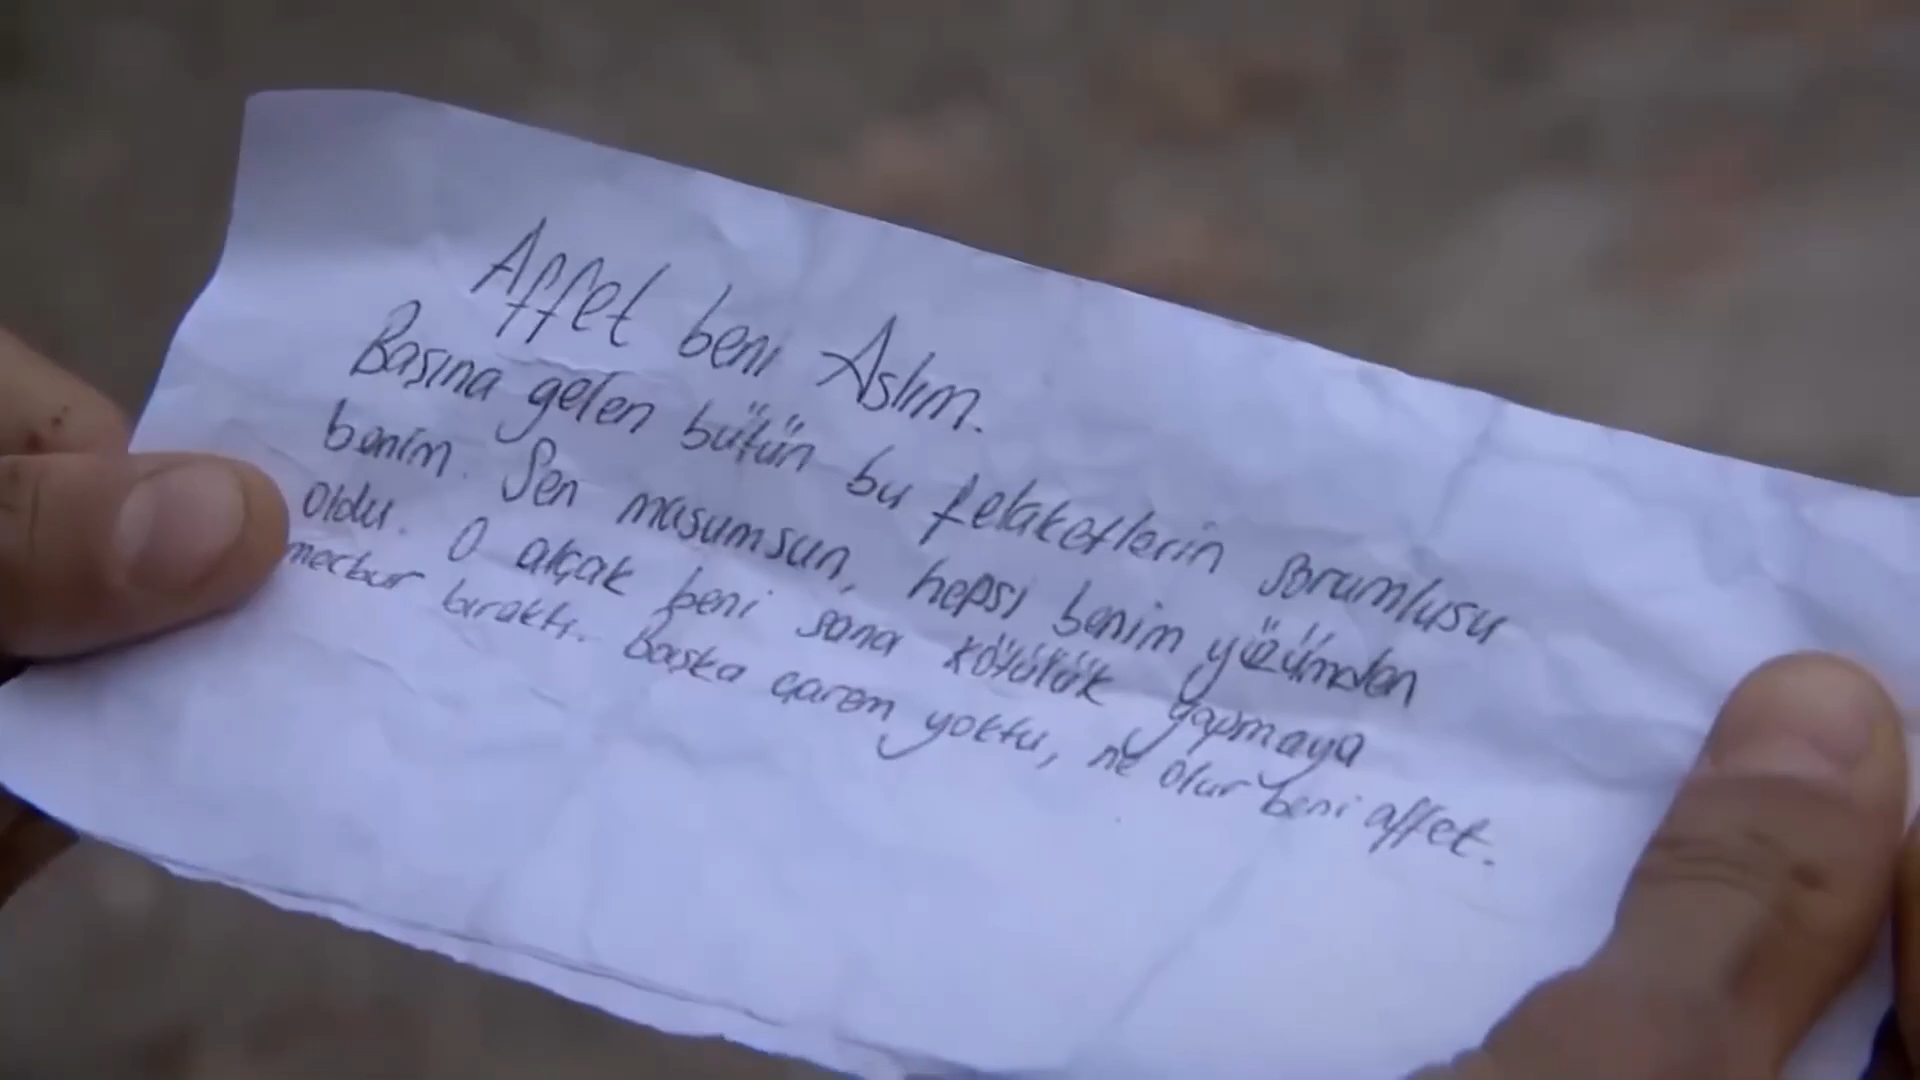 Affet beni Aslım.
Başına gelen bütün bu felaketlerin sorumlusu
benim. Sen masumsun, hepsi benim yüzümden
oldu. O alçak beni sana kötülük yapmaya
mecbur bıraktı. Başka çarem yoktu, ne olur beni affet.